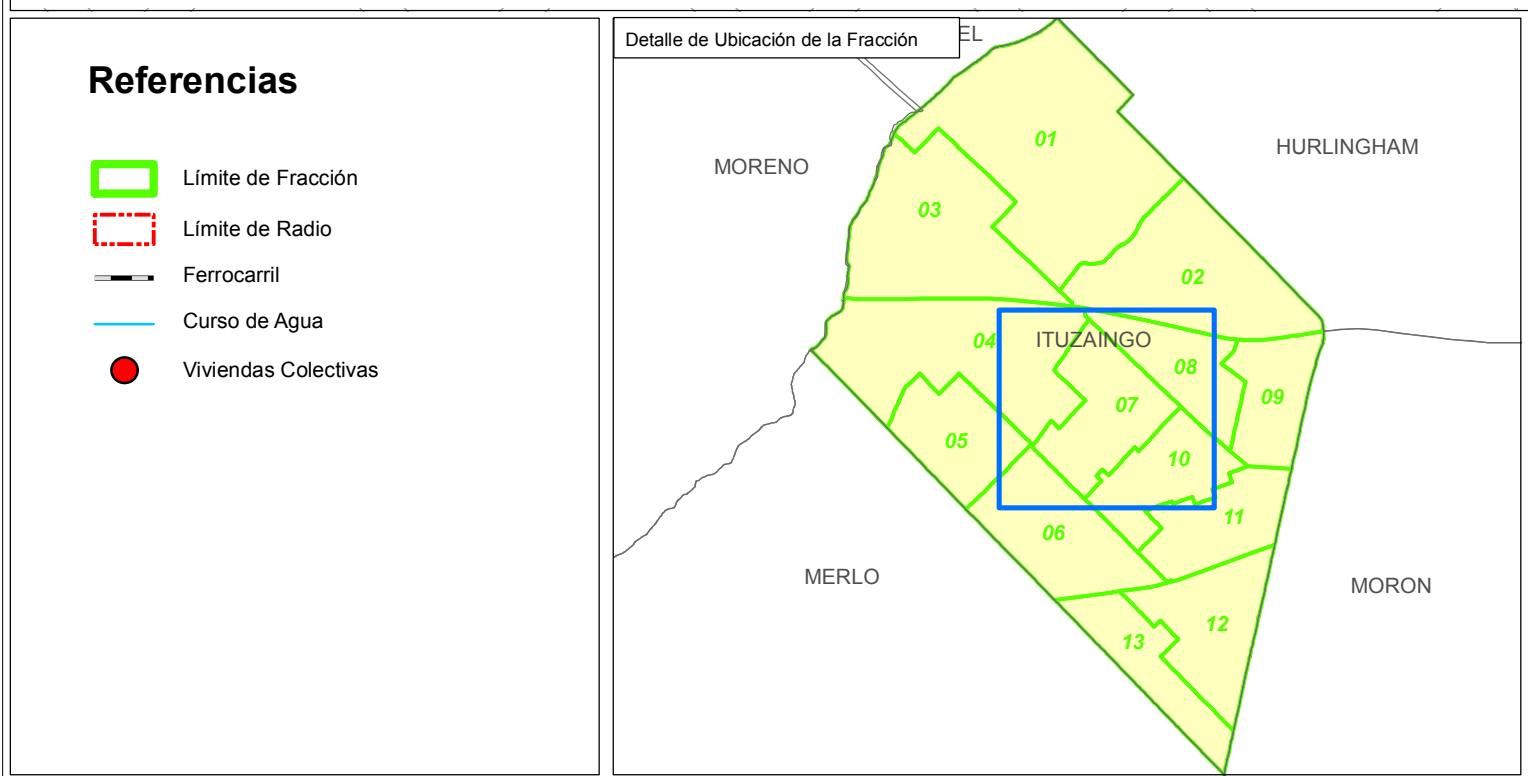 Referencias
Límite de Fracción
Límite de Radio
Ferrocarril
Curso de Agua
Viviendas Colectivas
Detalle de Ubicación de la Fracción
EL
01
HURLINGHAM
MORENO
03
02
04
ITUZAINGO
08
09
07
05
10
11
06
MERLO
MORON
12
13